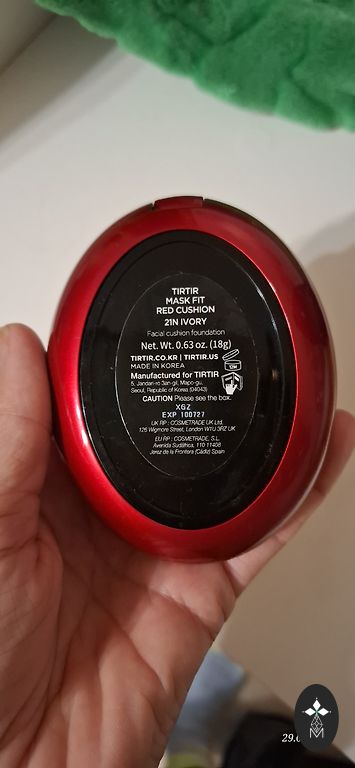 TIRTIR
MASK FIT
RED CUSHION
21N IVORY
Facial cushion foundation
Net. Wt. 0.63 oz. (18g)
TIRTIR.CO.KR | TIRTIR.US
MADE IN KOREA
12M
Manufactured for TIRTIR
5, Jandari-ro 3an-gil, Mapo-gu,
Seoul, Republic of Korea (04043)
CAUTION Please see the box.
XGZ
EXP 100727
UK RP : COSMETRADE UK Ltd.
126 Wigmore Street, London W1U 3RZ UK
EU RP : COSMETRADE, S.L.
Avenida Sudáfrica, 110 11408
Jerez de la Frontera (Cádiz) Spain
29.
M